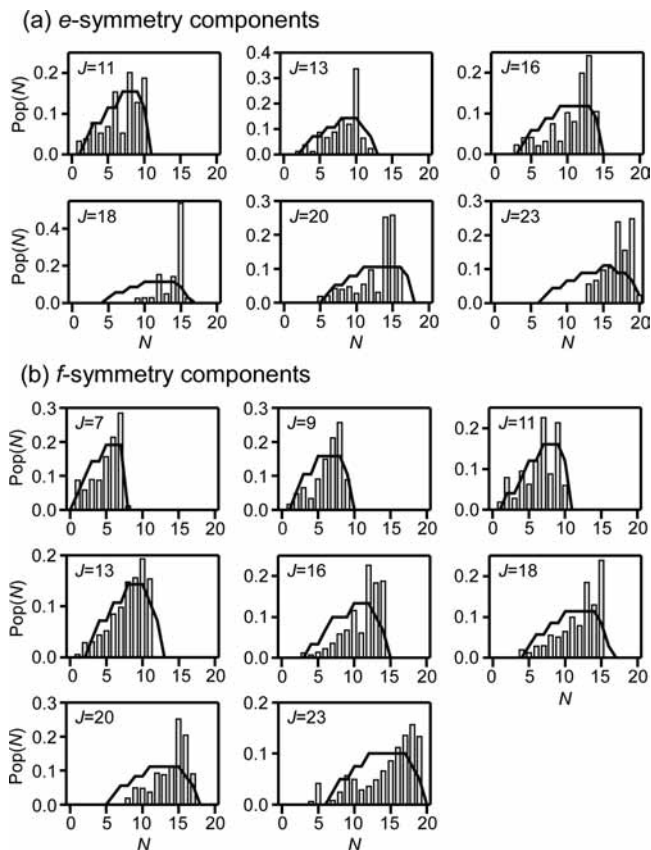 (a) e-symmetry components
J=11 J=13 J=16
Pop(N)
0.2 0.1 0.0
0.4 0.3 0.2 0.1 0.0
0.2 0.1 0.0
0 5 10 15 20 0 5 10 15 20 0 5 10 15 20
J=18 J=20 J=23
Pop(N)
0.4 0.2 0.0
0.3 0.2 0.1 0.0
0.3 0.2 0.1 0.0
0 5 10 15 20 0 5 10 15 20 0 5 10 15 20
N N N
(b) f-symmetry components
J=7 J=9 J=11
Pop(N)
0.3 0.2 0.1 0.0
0.3 0.2 0.1 0.0
0.2 0.1 0.0
0 5 10 15 20 0 5 10 15 20 0 5 10 15 20
J=13 J=16 J=18
Pop(N)
0.2 0.1 0.0
0.3 0.2 0.1 0.0
0.2 0.1 0.0
0 5 10 15 20 0 5 10 15 20 0 5 10 15 20
N
J=20 J=23
Pop(N)
0.3 0.2 0.1 0.0
0.2 0.1 0.0
0 5 10 15 20 0 5 10 15 20
N N